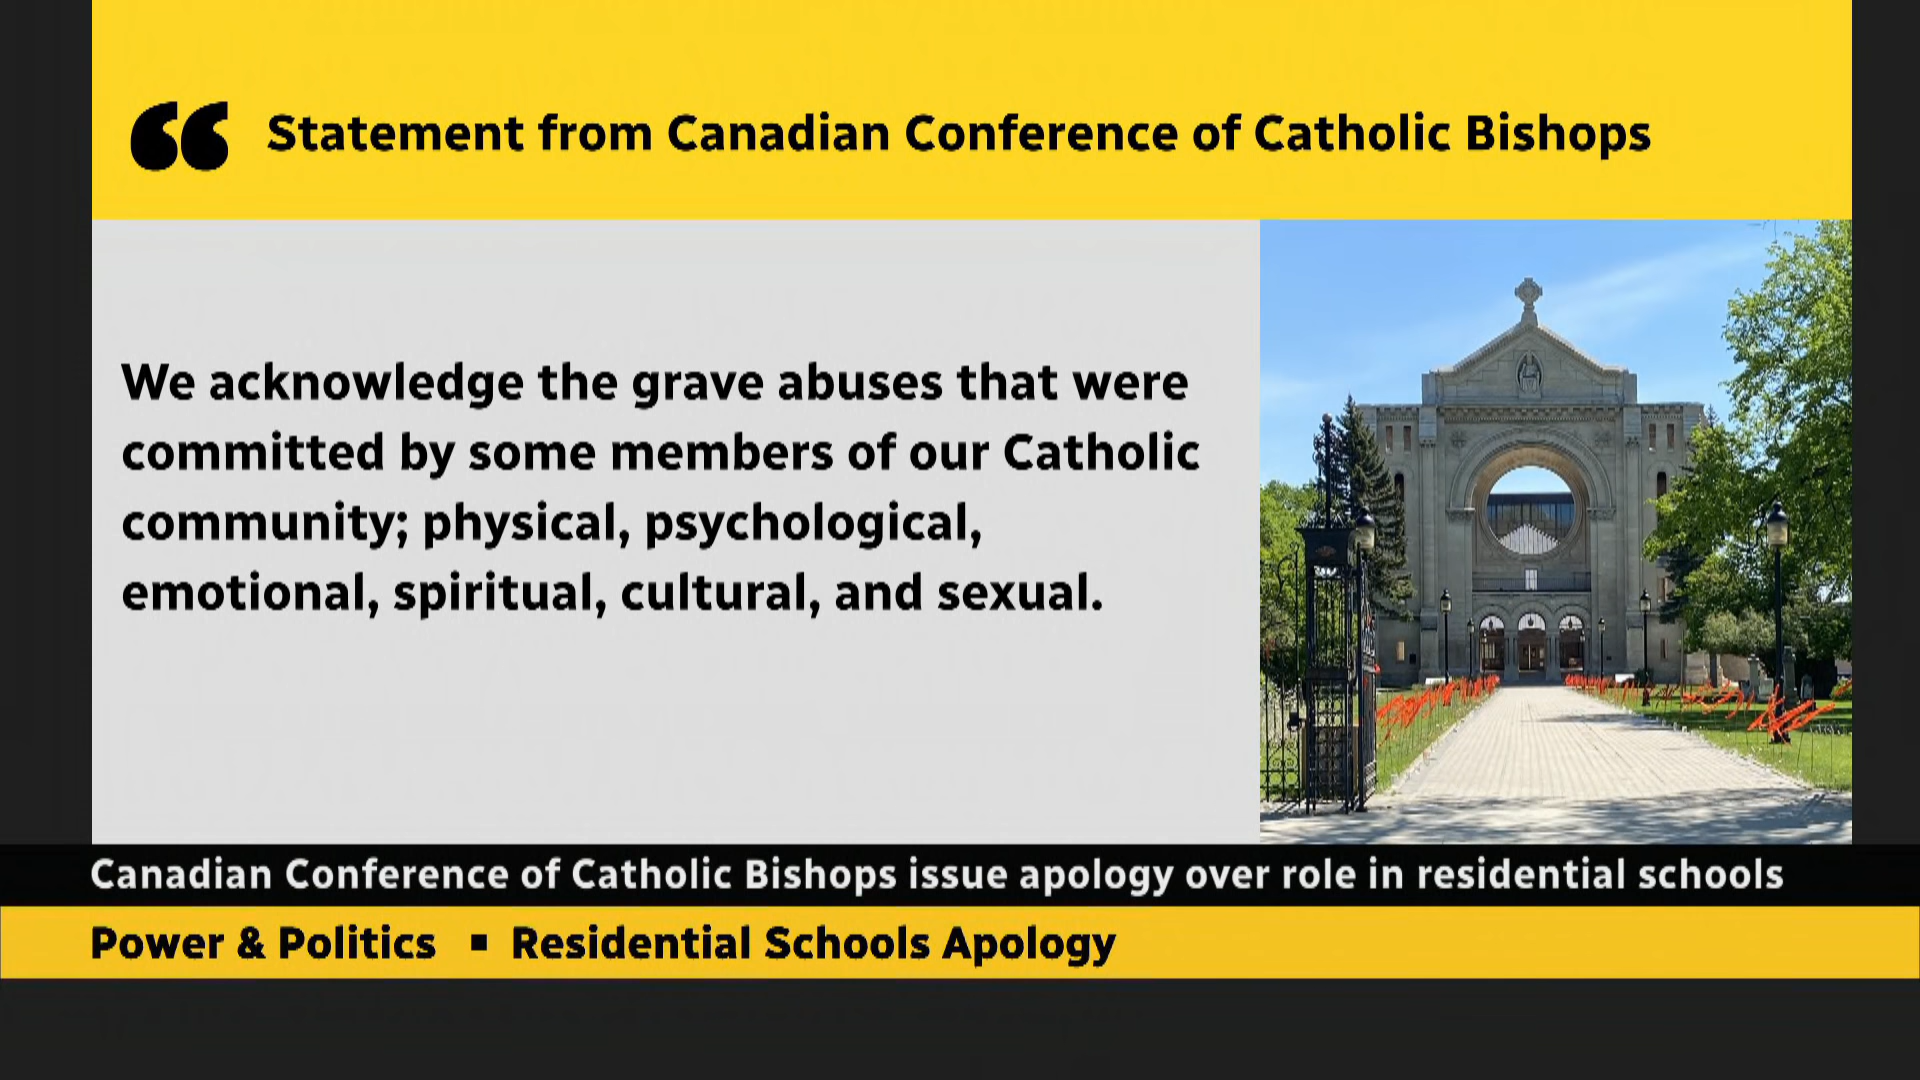 “ Statement from Canadian Conference of Catholic Bishops
We acknowledge the grave abuses that were
committed by some members of our Catholic
community; physical, psychological,
emotional, spiritual, cultural, and sexual.
Canadian Conference of Catholic Bishops issue apology over role in residential schools
Power & Politics ▪ Residential Schools Apology